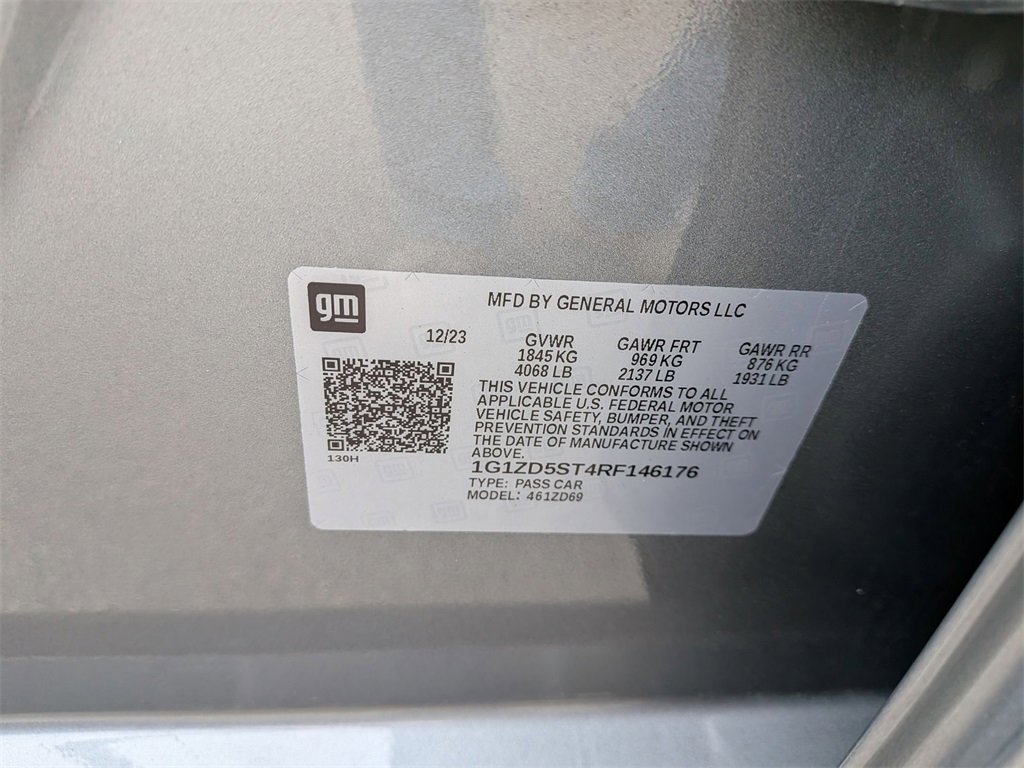 gm
MFD BY GENERAL MOTORS LLC
12/23
GVWR
1845 KG
4068 LB
GAWR FRT
969 KG
2137 LB
GAWR RR
876 KG
1931 LB
THIS VEHICLE CONFORMS TO ALL
APPLICABLE U.S. FEDERAL MOTOR
VEHICLE SAFETY, BUMPER, AND THEFT
PREVENTION STANDARDS IN EFFECT ON
THE DATE OF MANUFACTURE SHOWN
ABOVE.
130H
1G1ZD5ST4RF146176
TYPE: PASS CAR
MODEL: 461ZD69